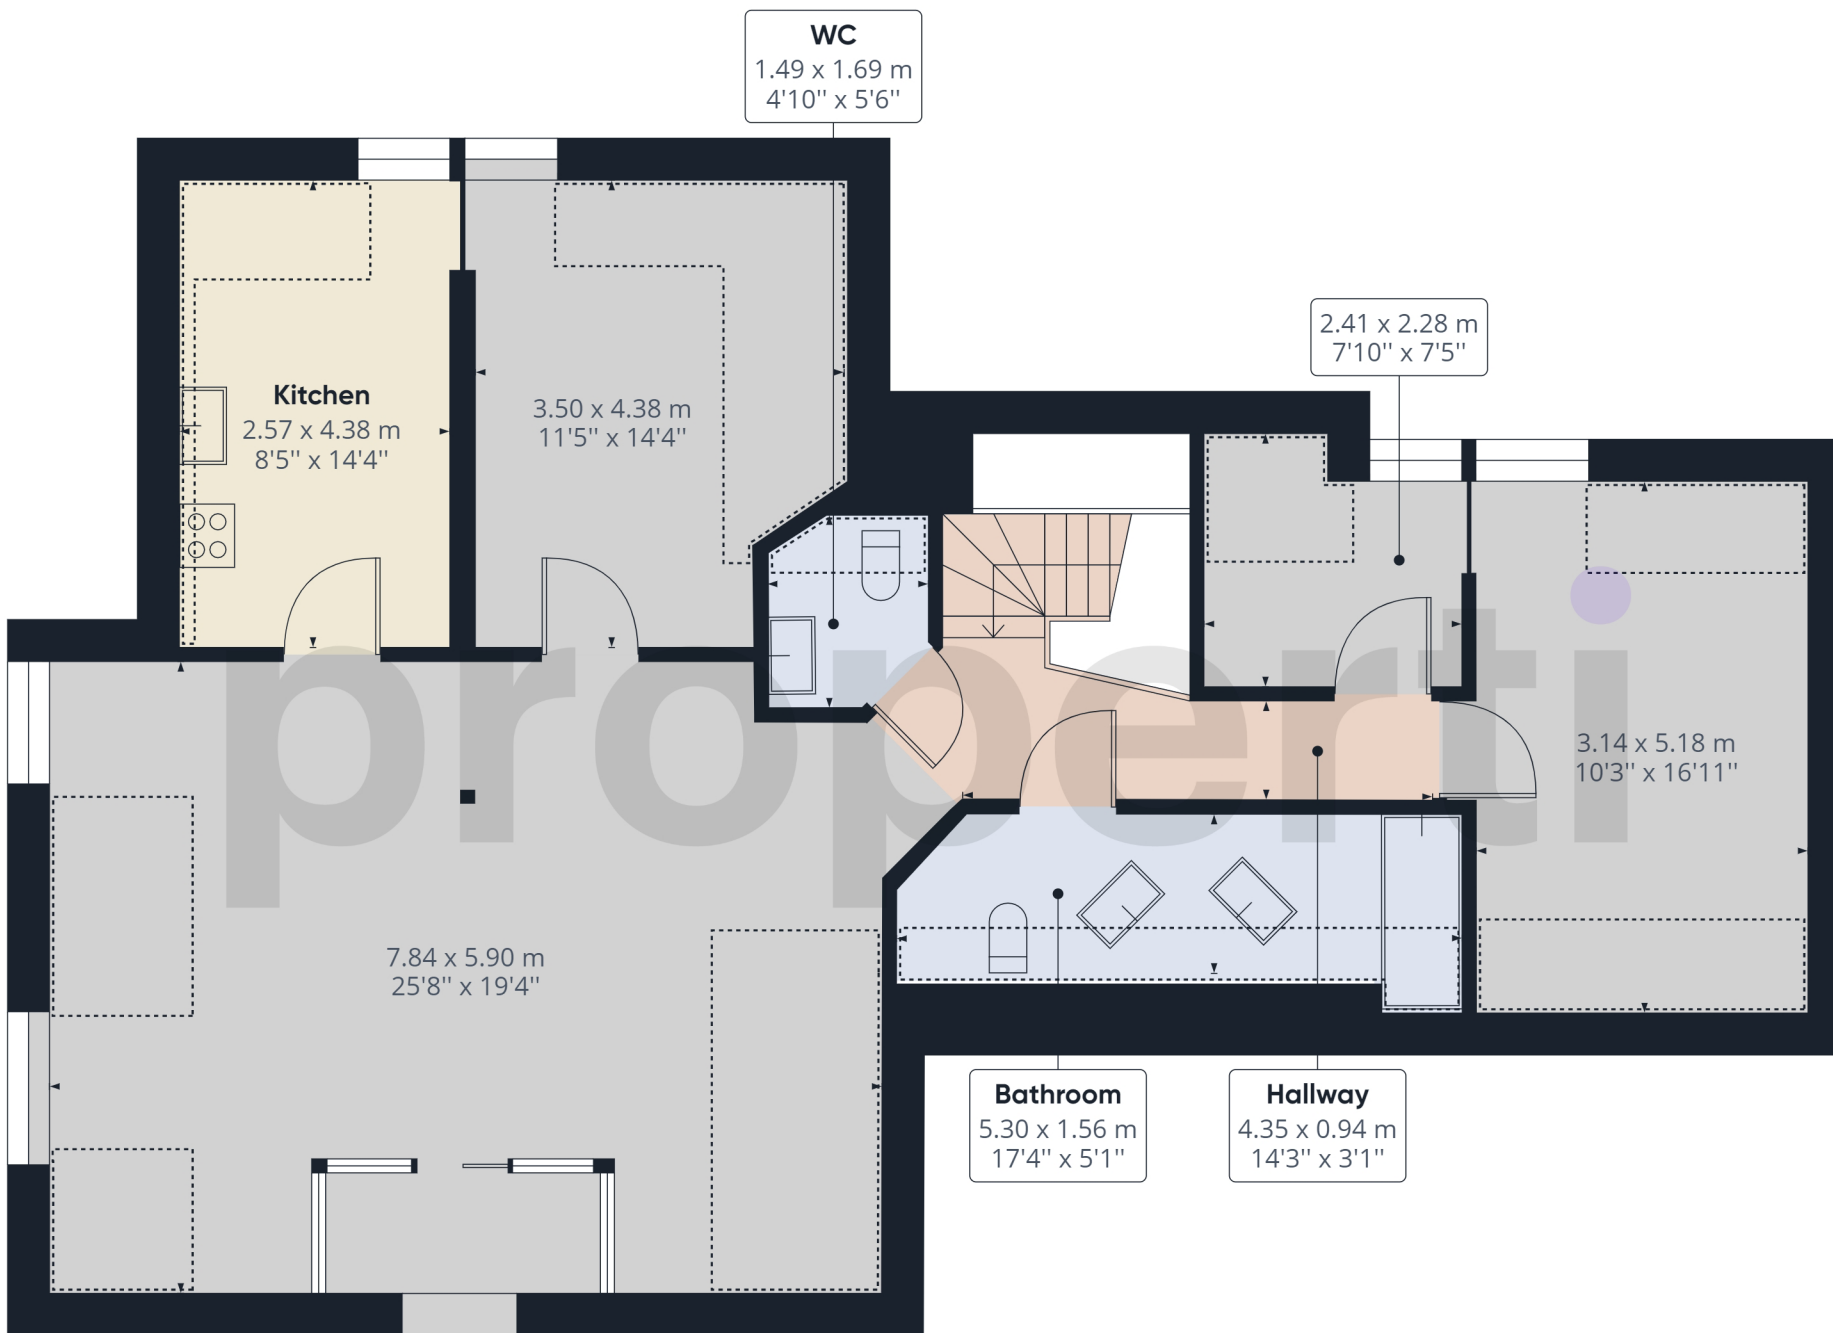 WC
1.49 x 1.69 m
4'10'' x 5'6''
2.41 x 2.28 m
7'10'' x 7'5''
Kitchen
2.57 x 4.38 m
8'5'' x 14'4''
3.50 x 4.38 m
11'5'' x 14'4''
properti
3.14 x 5.18 m
10'3'' x 16'11''
7.84 x 5.90 m
25'8'' x 19'4''
Bathroom
5.30 x 1.56 m
17'4'' x 5'1''
Hallway
4.35 x 0.94 m
14'3'' x 3'1''